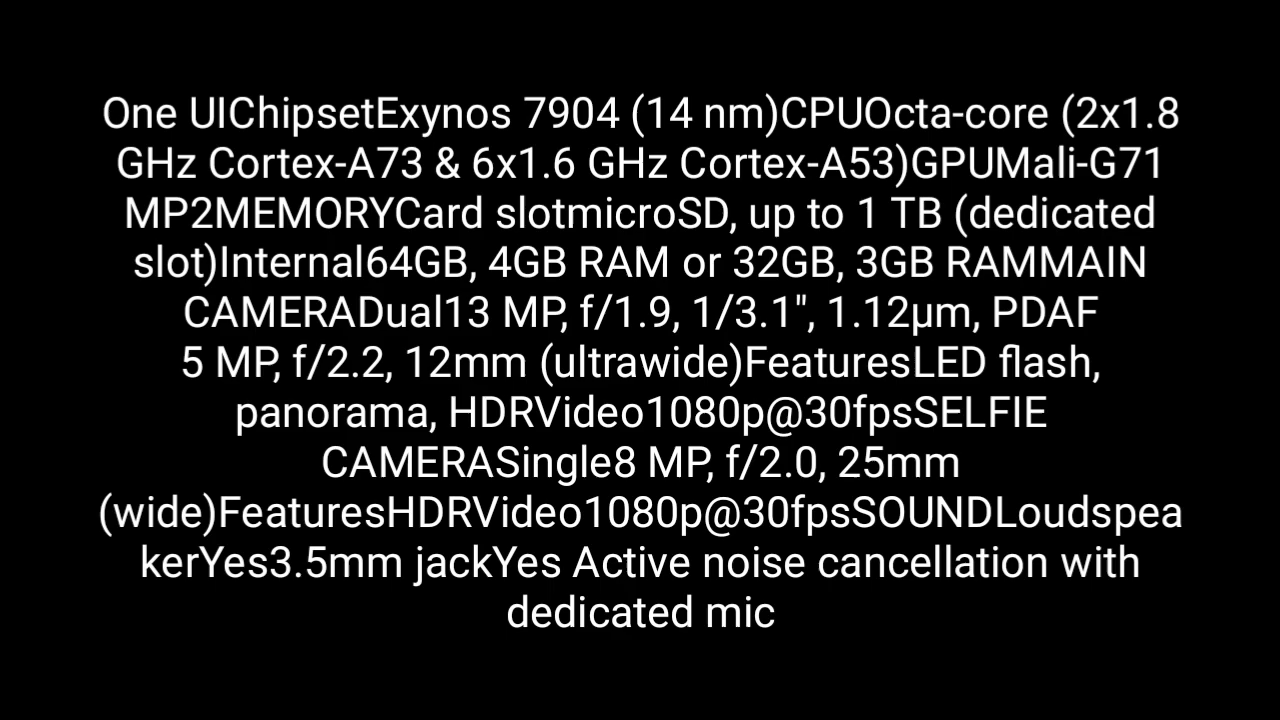 One UIChipsetExynos 7904 (14 nm)CPUOcta-core (2x1.8
GHz Cortex-A73 & 6x1.6 GHz Cortex-A53)GPUMali-G71
MP2MEMORYCard slotmicroSD, up to 1 TB (dedicated
slot)Internal64GB, 4GB RAM or 32GB, 3GB RAMMAIN
CAMERADual13 MP, f/1.9, 1/3.1", 1.12µm, PDAF
5 MP, f/2.2, 12mm (ultrawide)FeaturesLED flash,
panorama, HDRVideo1080p@30fpsSELFIE
CAMERASingle8 MP, f/2.0, 25mm
(wide)FeaturesHDRVideo1080p@30fpsSOUNDLoudspea
kerYes3.5mm jackYes Active noise cancellation with
dedicated mic